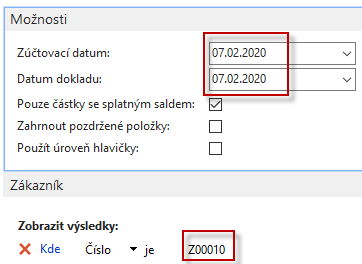 Možnosti
Zúčtovací datum: 07.02.2020
Datum dokladu: 07.02.2020
Pouze částky se splatným saldem:
Zahrnout pozdržené položky:
Použít úroveň hlavičky:
Zákazník
Zobrazit výsledky:
Kde Číslo je Z00010